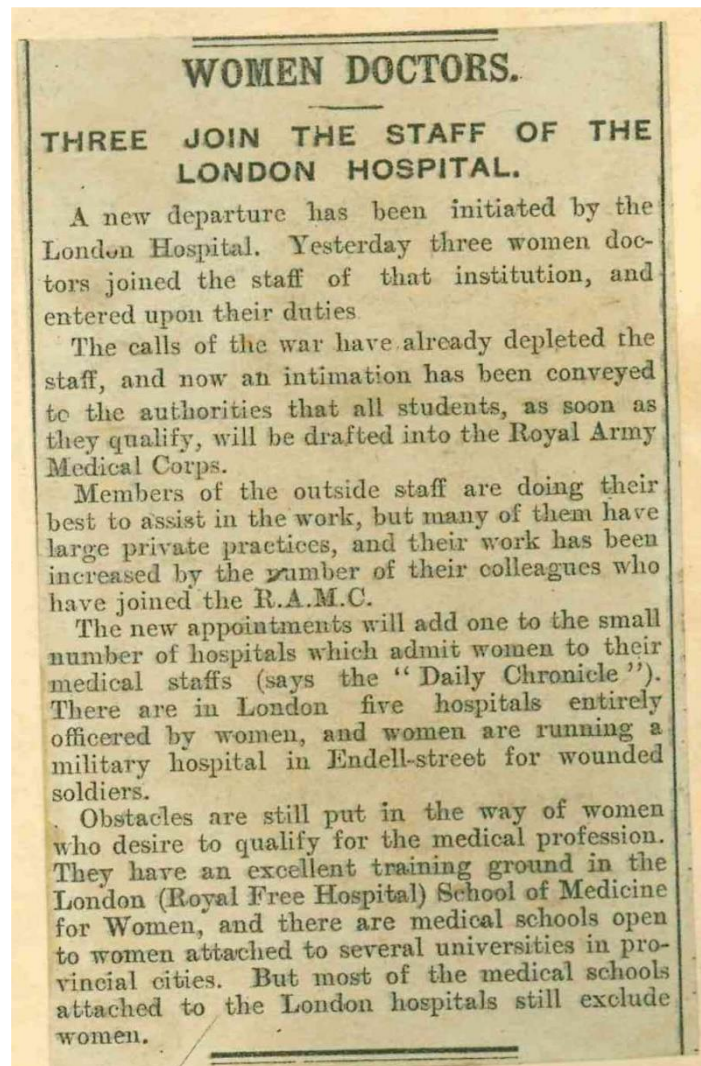 WOMEN DOCTORS.
THREE JOIN THE STAFF OF THE
LONDON HOSPITAL.
A new departure has been initiated by the
London Hospital. Yesterday three women doc-
tors joined the staff of that institution, and
entered upon their duties
The calls of the war have already depleted the
staff, and now an intimation has been conveyed
to the authorities that all students, as soon as
they qualify, will be drafted into the Royal Army
Medical Corps.
Members of the outside staff are doing their
best to assist in the work, but many of them have
large private practices, and their work has been
increased by the number of their colleagues who
have joined the R.A.M.C.
The new appointments will add one to the small
number of hospitals which admit women to their
medical staffs (says the “ Daily Chronicle ”).
There are in London five hospitals entirely
officered by women, and women are running a
military hospital in Endell-street for wounded
soldiers.
Obstacles are still put in the way of women
who desire to qualify for the medical profession.
They have an excellent training ground in the
London (Royal Free Hospital) School of Medicine
for Women, and there are medical schools open
to women attached to several universities in pro-
vincial cities. But most of the medical schools
attached to the London hospitals still exclude
women.